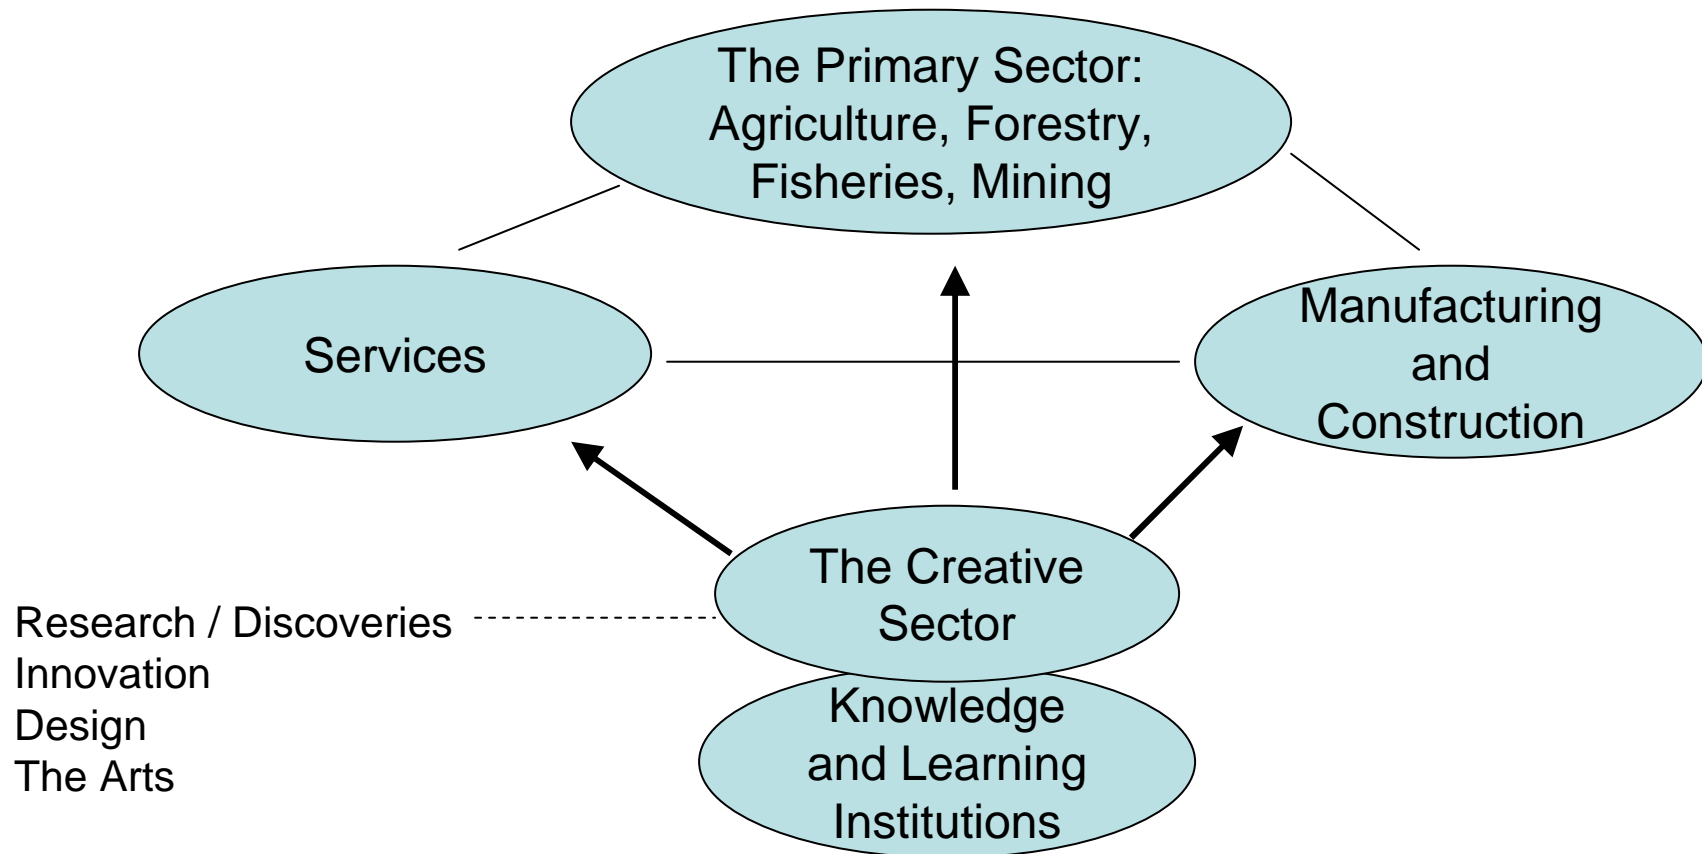 The Primary Sector:
Agriculture, Forestry,
Fisheries, Mining
Services
Manufacturing
and
Construction
The Creative
Sector
Research / Discoveries
Innovation
Design
The Arts
Knowledge
and Learning
Institutions